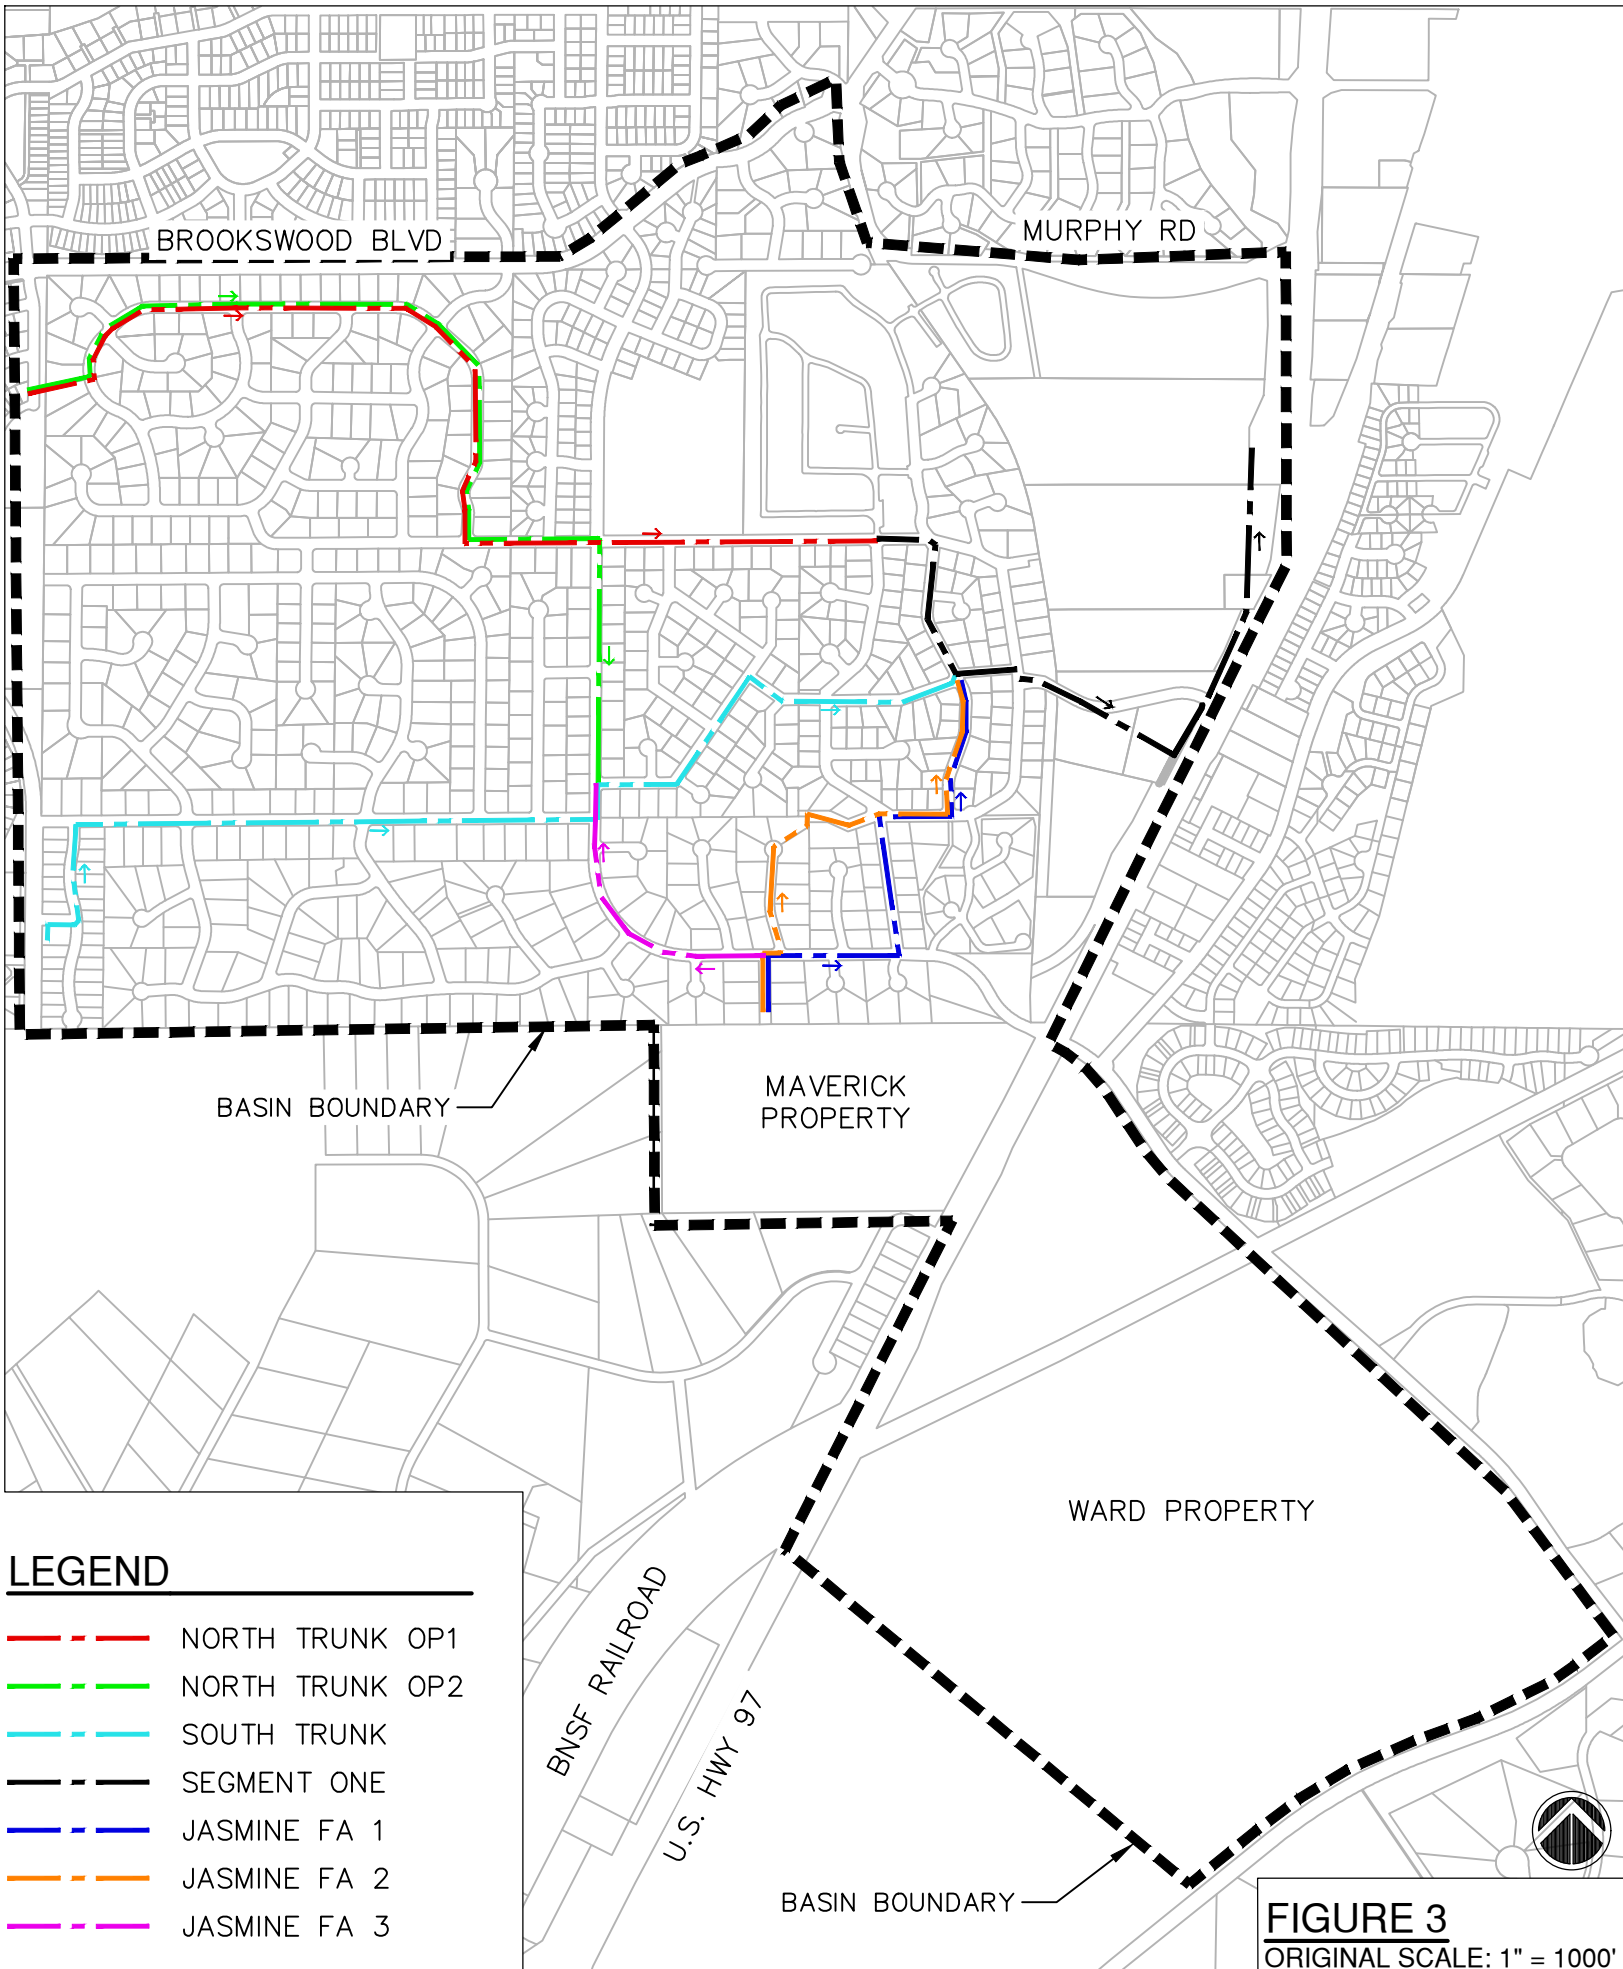 BROOKSWOOD BLVD
MURPHY RD
MAVERICK
PROPERTY
BASIN BOUNDARY
WARD PROPERTY
BNSF RAILROAD
U.S. HWY 97
BASIN BOUNDARY
LEGEND
NORTH TRUNK OP1
NORTH TRUNK OP2
SOUTH TRUNK
SEGMENT ONE
JASMINE FA 1
JASMINE FA 2
JASMINE FA 3
FIGURE 3
ORIGINAL SCALE: 1" = 1000'